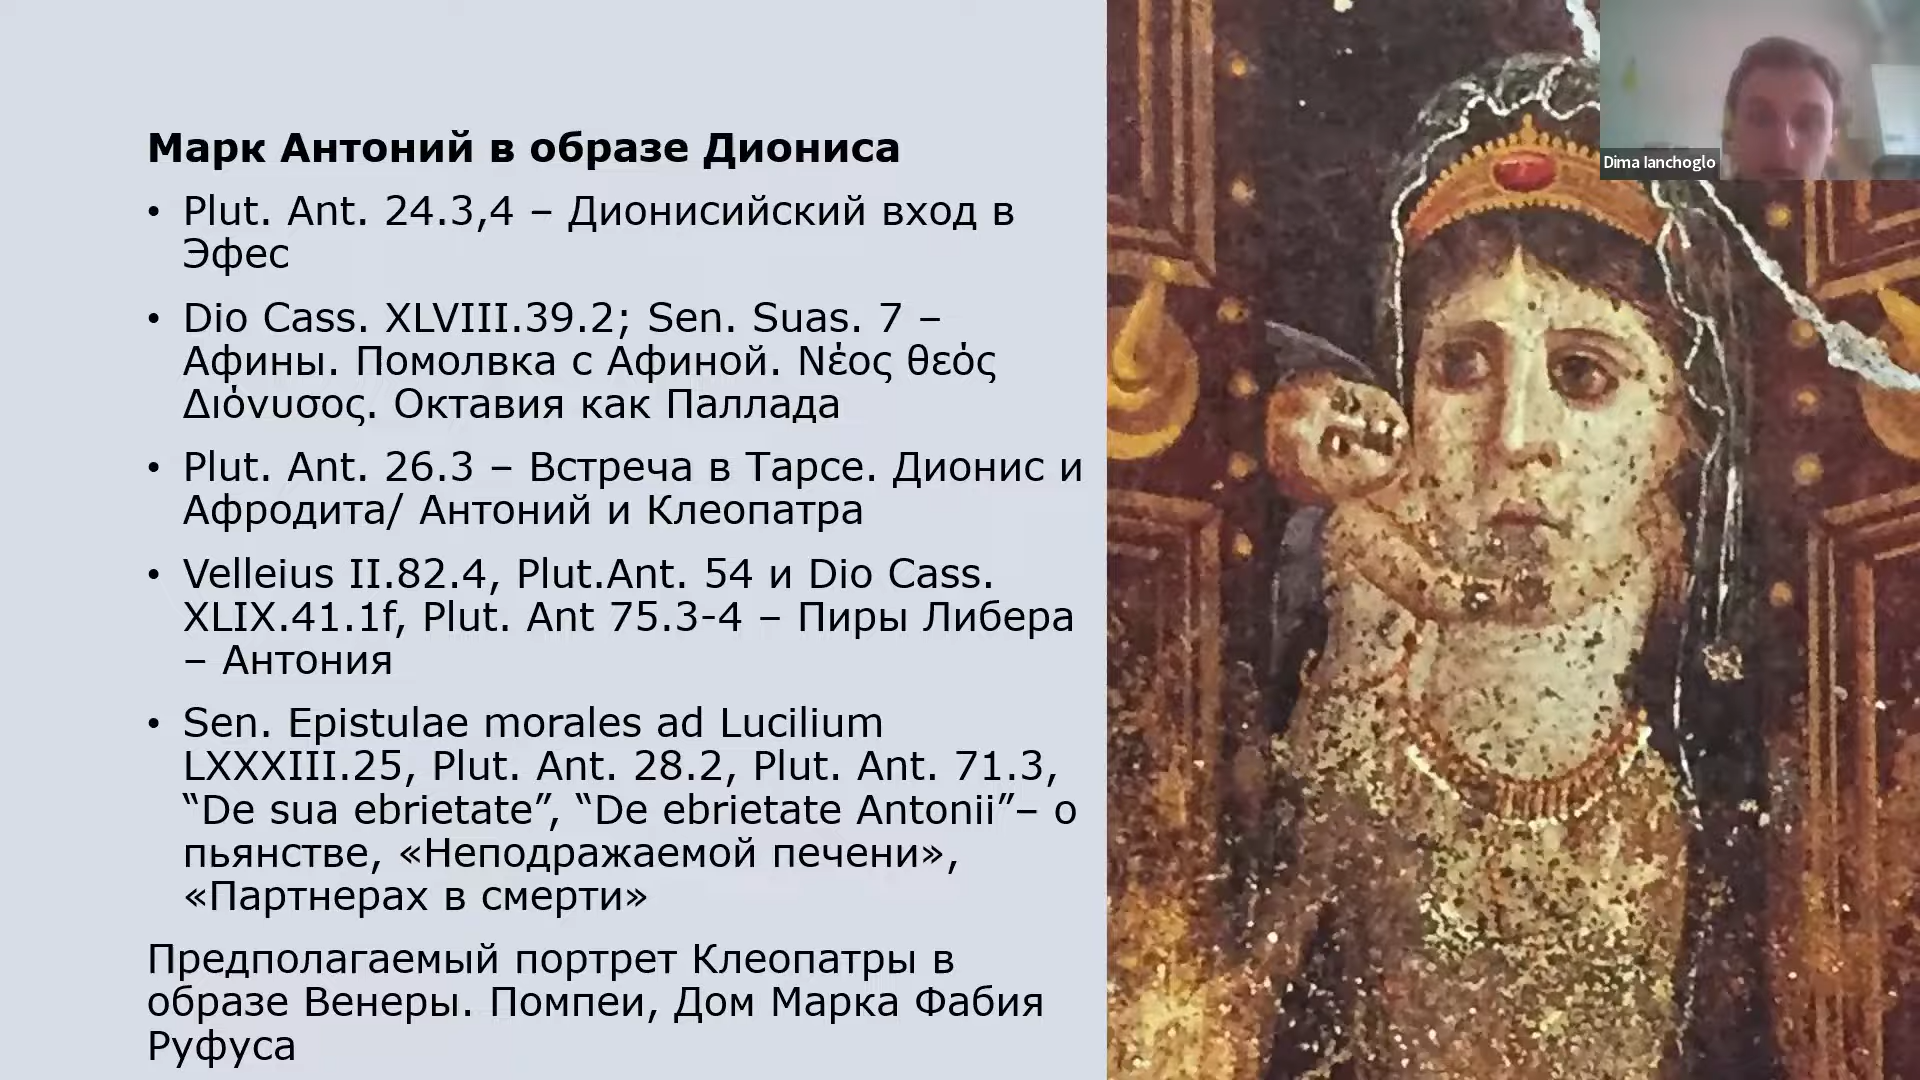 Марк Антоний в образе Диониса
• Plut. Ant. 24.3,4 – Дионисийский вход в
Эфес
• Dio Cass. XLVIII.39.2; Sen. Suas. 7 –
Афины. Помолвка с Афиной. Νέος θεός
Διόνυσος. Октавия как Паллада
• Plut. Ant. 26.3 – Встреча в Тарсе. Дионис и
Афродита/ Антоний и Клеопатра
• Velleius II.82.4, Plut.Ant. 54 и Dio Cass.
XLIX.41.1f, Plut. Ant 75.3-4 – Пиры Либера
– Антония
• Sen. Epistulae morales ad Lucilium
LXXXIII.25, Plut. Ant. 28.2, Plut. Ant. 71.3,
“De sua ebrietate”, “De ebrietate Antonii”– о
пьянстве, «Неподражаемой печени»,
«Партнерах в смерти»
Предполагаемый портрет Клеопатры в
образе Венеры. Помпеи, Дом Марка Фабия
Руфуса
Dima Ianchoglo